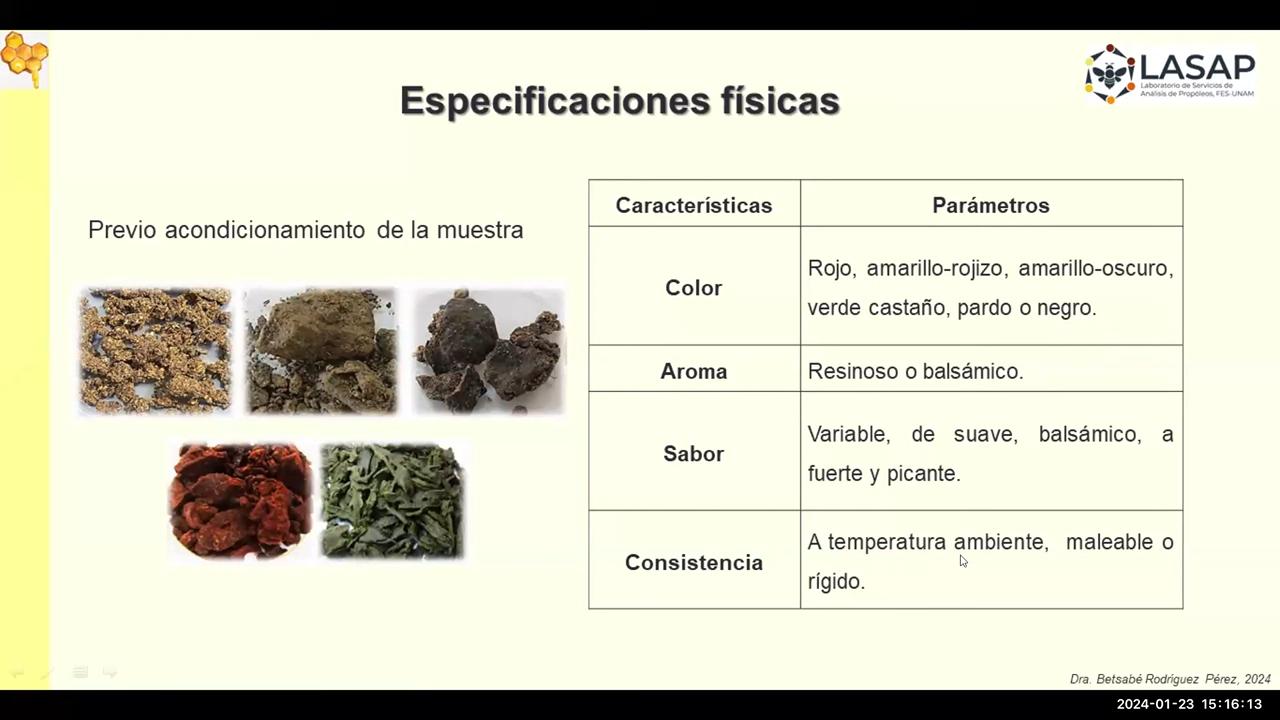 LASAP
Laboratorio de Servicios de
Análisis de Propóleos, FES-UNAM
Especificaciones físicas
Previo acondicionamiento de la muestra
Características
Parámetros
Color
Rojo, amarillo-rojizo, amarillo-oscuro,
verde castaño, pardo o negro.
Aroma
Resinoso o balsámico.
Sabor
Variable, de suave, balsámico, a
fuerte y picante.
Consistencia
A temperatura ambiente, maleable o
rígido.
Dra. Betsabé Rodríguez Pérez, 2024
2024-01-23 15:16:13